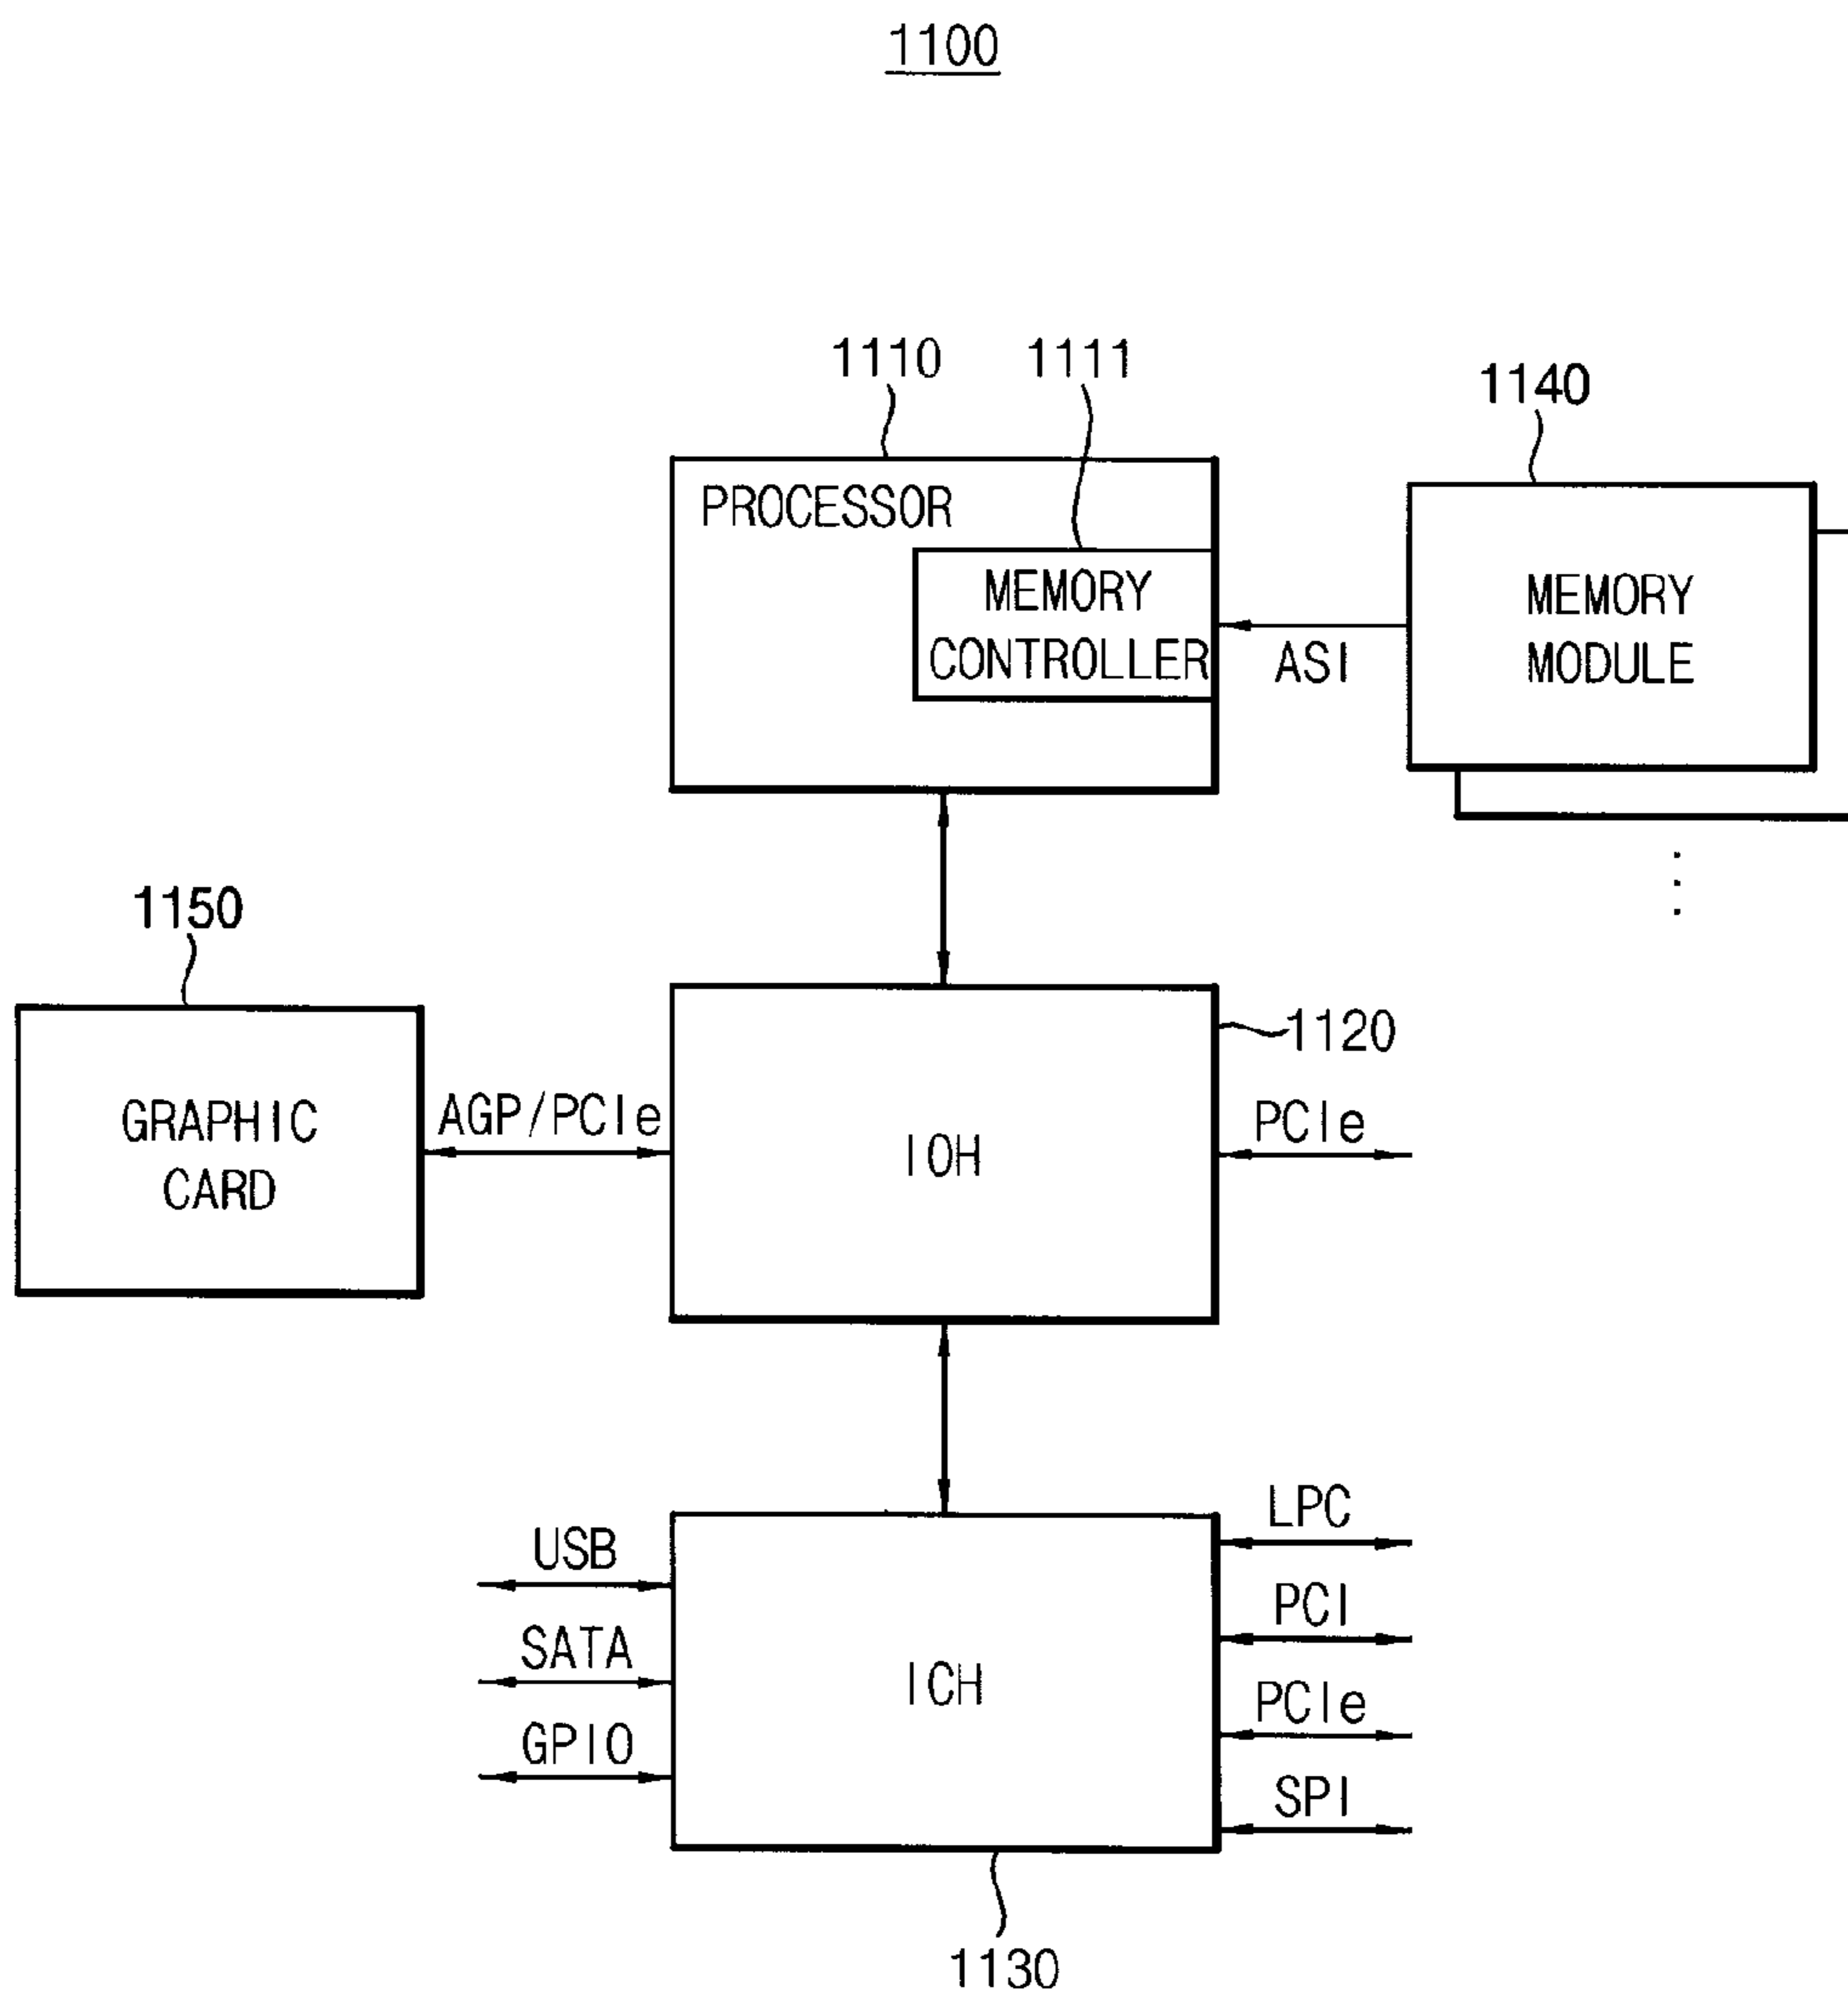 1100
1110
1111
1140
PROCESSOR
MEMORY
CONTROLLER
ASI
MEMORY
MODULE
1150
1120
GRAPHIC
CARD
AGP/PCIe
IOH
PCIe
USB
SATA
GPIO
ICH
LPC
PCI
PCIe
SPI
1130